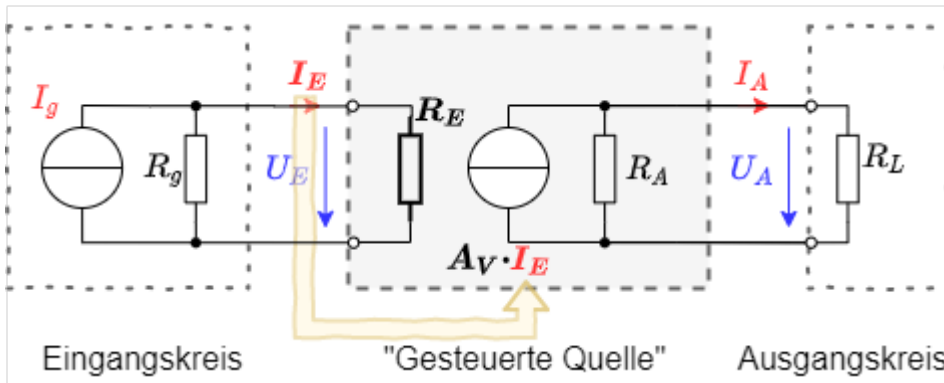 I_g
R_g
I_E
U_E
R_E
A_V·I_E
R_A
I_A
U_A
R_L
Eingangskreis
"Gesteuerte Quelle"
Ausgangskreis